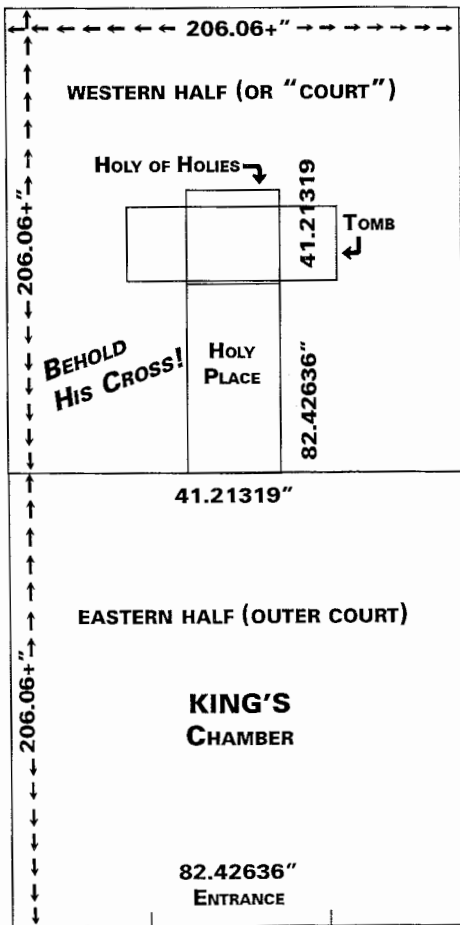 206.06+"
WESTERN HALF (OR "COURT")
HOLY OF HOLIES
41.21319
TOMB
206.06+"
BEHOLD
HIS CROSS!
HOLY
PLACE
82.42636"
41.21319"
EASTERN HALF (OUTER COURT)
206.06+"
KING'S
CHAMBER
82.42636"
ENTRANCE